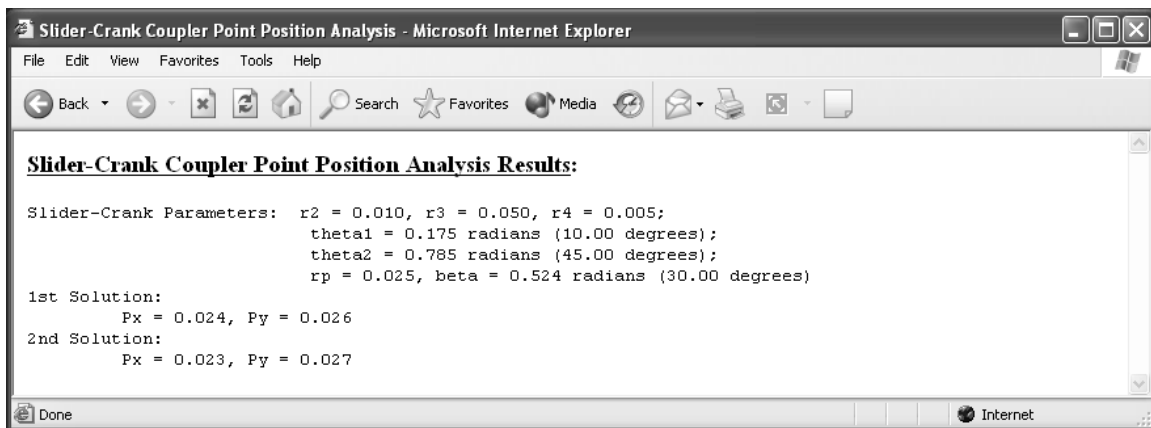 Slider-Crank Coupler Point Position Analysis - Microsoft Internet Explorer
File Edit View Favorites Tools Help
Back Search Favorites Media
Slider-Crank Coupler Point Position Analysis Results:
Slider-Crank Parameters: r2 = 0.010, r3 = 0.050, r4 = 0.005;
theta1 = 0.175 radians (10.00 degrees);
theta2 = 0.785 radians (45.00 degrees);
rp = 0.025, beta = 0.524 radians (30.00 degrees)
1st Solution:
Px = 0.024, Py = 0.026
2nd Solution:
Px = 0.023, Py = 0.027
Done Internet